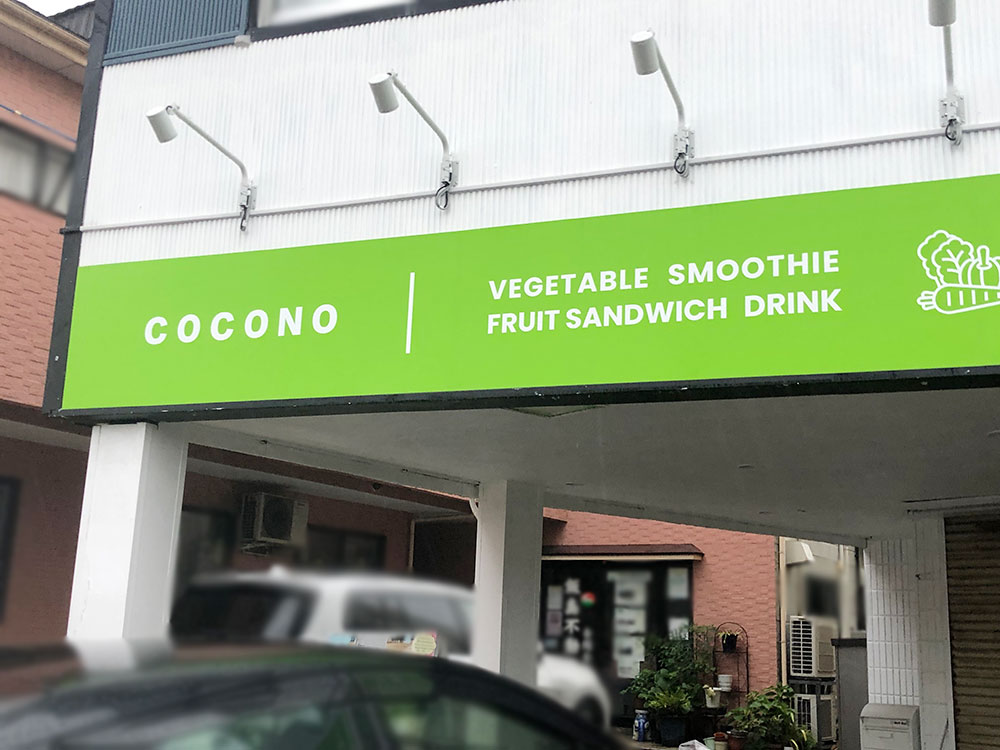 COCONO
VEGETABLE SMOOTHIE
FRUIT SANDWICH DRINK